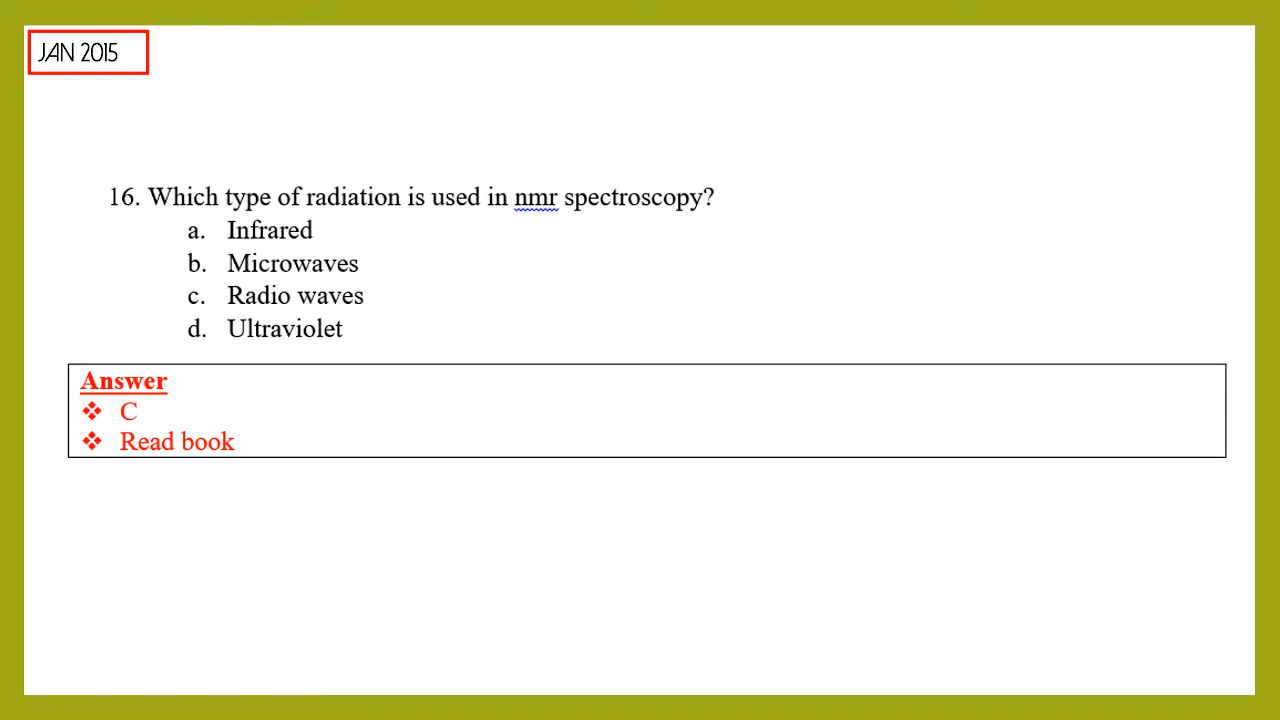 JAN 2015
16. Which type of radiation is used in nmr spectroscopy?
a. Infrared
b. Microwaves
c. Radio waves
d. Ultraviolet
Answer
❖ C
❖ Read book